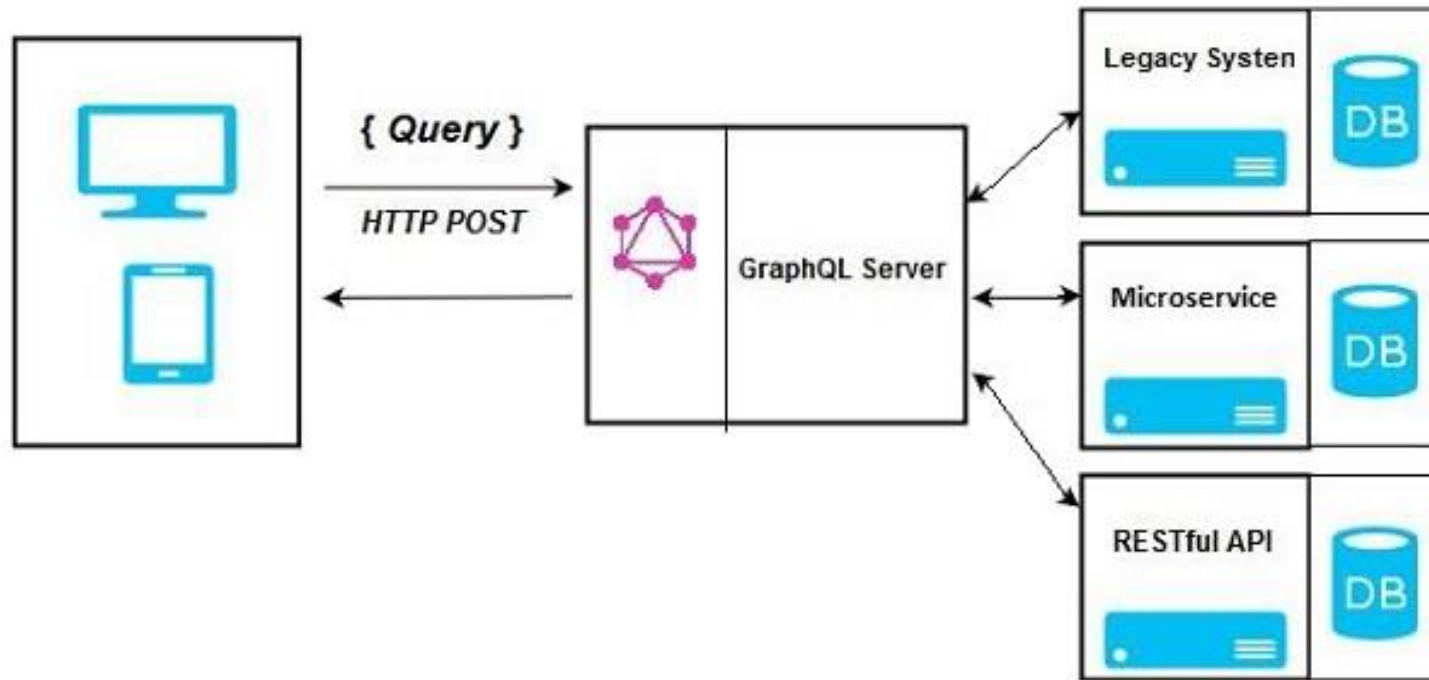 { Query }
HTTP POST
GraphQL Server
Legacy Systen
DB
Microservice
DB
RESTful API
DB